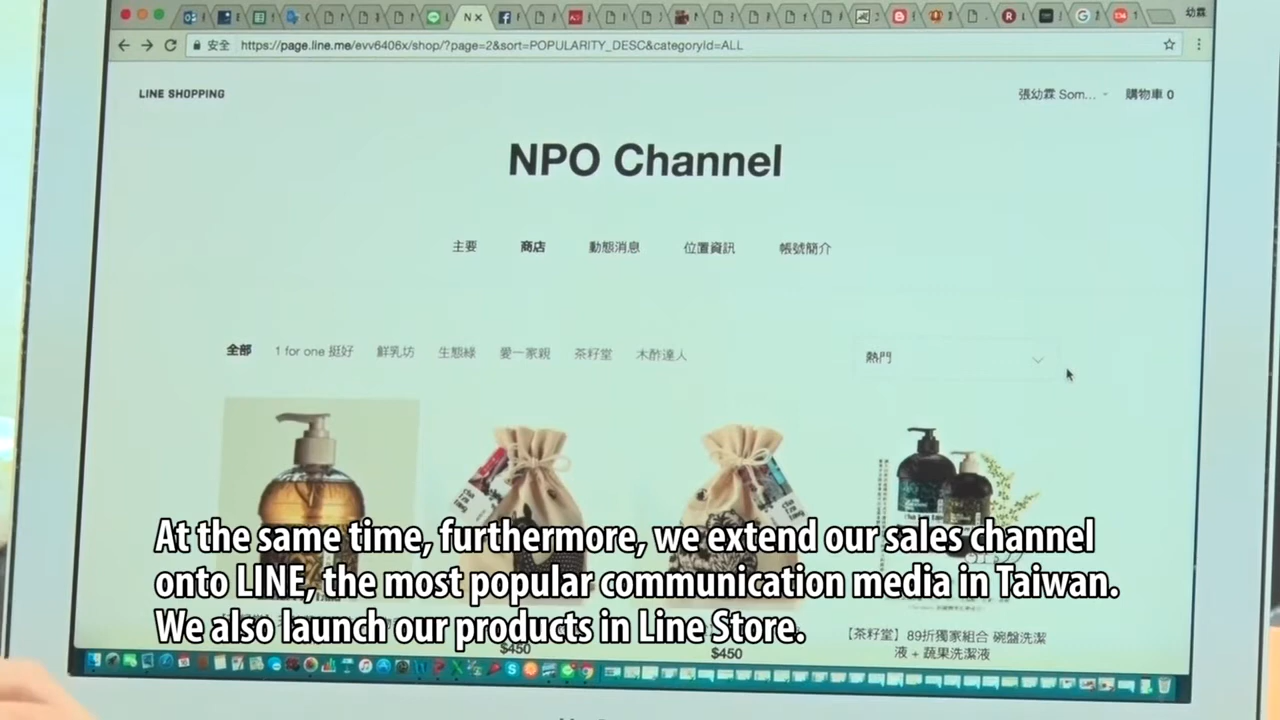 幼霖
安全 https://page.line.me/evv6406x/shop/?page=2&sort=POPULARITY_DESC&categoryId=ALL
LINE SHOPPING
張幼霖 Som... 購物車 0
NPO Channel
主要 商店 動態消息 位置資訊 帳號簡介
全部 1 for one 挺好 鮮乳坊 生態綠 愛一家親 茶籽堂 木酢達人
熱門
At the same time, furthermore, we extend our sales channel
onto LINE, the most popular communication media in Taiwan.
We also launch our products in Line Store.
【茶籽堂】89折獨家組合 碗盤洗潔
液 + 蔬果洗潔液
$450
$450